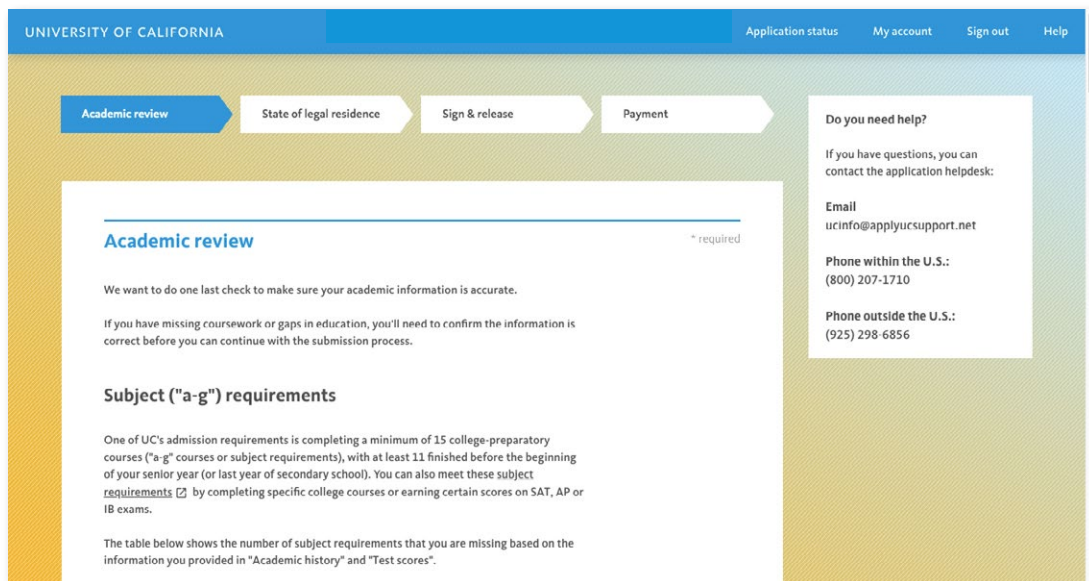 UNIVERSITY OF CALIFORNIA
Application status
My account
Sign out
Help
Academic review
State of legal residence
Sign & release
Payment
Academic review
* required
We want to do one last check to make sure your academic information is accurate.
If you have missing coursework or gaps in education, you'll need to confirm the information is
correct before you can continue with the submission process.
Subject ("a-g") requirements
One of UC's admission requirements is completing a minimum of 15 college-preparatory
courses ("a-g" courses or subject requirements), with at least 11 finished before the beginning
of your senior year (or last year of secondary school). You can also meet these subject
requirements by completing specific college courses or earning certain scores on SAT, AP or
IB exams.
The table below shows the number of subject requirements that you are missing based on the
information you provided in "Academic history" and "Test scores".
Do you need help?
If you have questions, you can
contact the application helpdesk:
Email
ucinfo@applyucsupport.net
Phone within the U.S.:
(800) 207-1710
Phone outside the U.S.:
(925) 298-6856